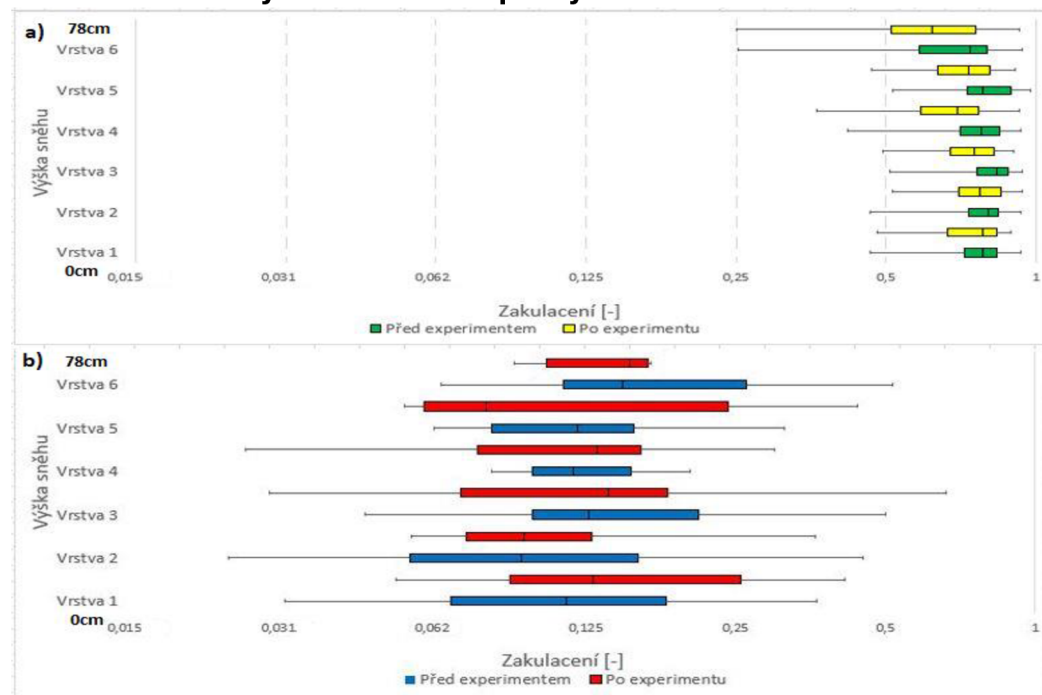 a) 78cm
Vrstva 6
Vrstva 5
Vrstva 4
Výška sněhu
Vrstva 3
Vrstva 2
Vrstva 1
0cm
0,015 0,031 0,062 0,125 0,25 0,5 1
Zakulacení [-]
Před experimentem Po experimentu
b) 78cm
Vrstva 6
Vrstva 5
Vrstva 4
Výška sněhu
Vrstva 3
Vrstva 2
Vrstva 1
0cm
0,015 0,031 0,062 0,125 0,25 0,5 1
Zakulacení [-]
Před experimentem Po experimentu